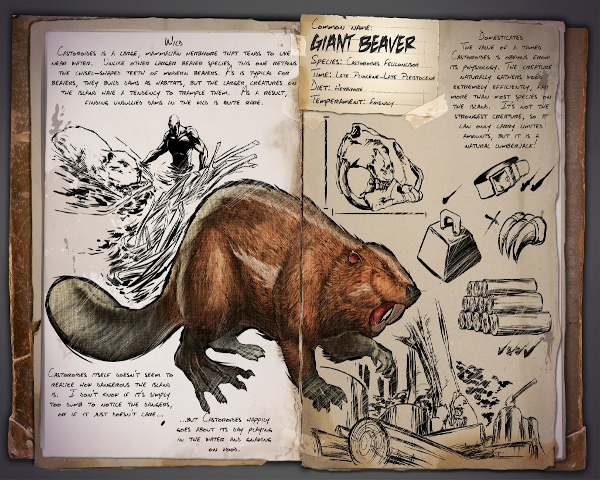 Wild
Castoroides is a large, mammalian herbivore that tends to live
near water. Unlike other larger beaver species, this one retains
the chisel-shaped teeth of modern beavers. As is typical for
beavers, they build dams as habitats, but the larger creatures on
the island have a tendency to trample them. As a result,
finding unsullied dams in the wild is quite rare.
Common Name:
Giant Beaver
Species: Castoroides Feliumonsor
Time: Late Pliocene-Late Pleistocene
Diet: Herbivore
Temperament: Friendly
Domesticated
The value of a tamed
Castoroides is obvious from
its physiology. The creature
naturally gathers wood
extremely efficiently, far
more than most species on
the island. It's not the
strongest creature, so it
can only carry limited
amounts, but it is a
natural lumberjack!
Castoroides itself doesn't seem to
realize how dangerous the island
is. I don't know if it's simply
too dumb to notice the dangers,
or if it just doesn't care...
...but Castoroides happily
goes about its day playing
in the water and gnawing
on wood.